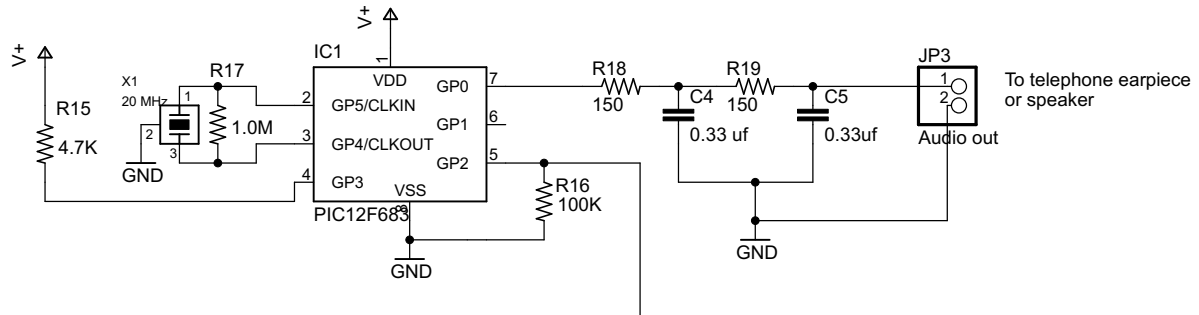 V+
V+
IC1
JP3
X1
20 MHz
R17
1
VDD
GP0
7
R18
R19
1
2
To telephone earpiece
or speaker
R15
1
2
3
1.0M
2
GP5/CLKIN
GP1
6
150
C4
0.33 uf
150
C5
0.33uf
Audio out
4.7K
GND
3
GP4/CLKOUT
GP2
5
4
GP3
VSS
8
PIC12F683
R16
100K
GND
GND